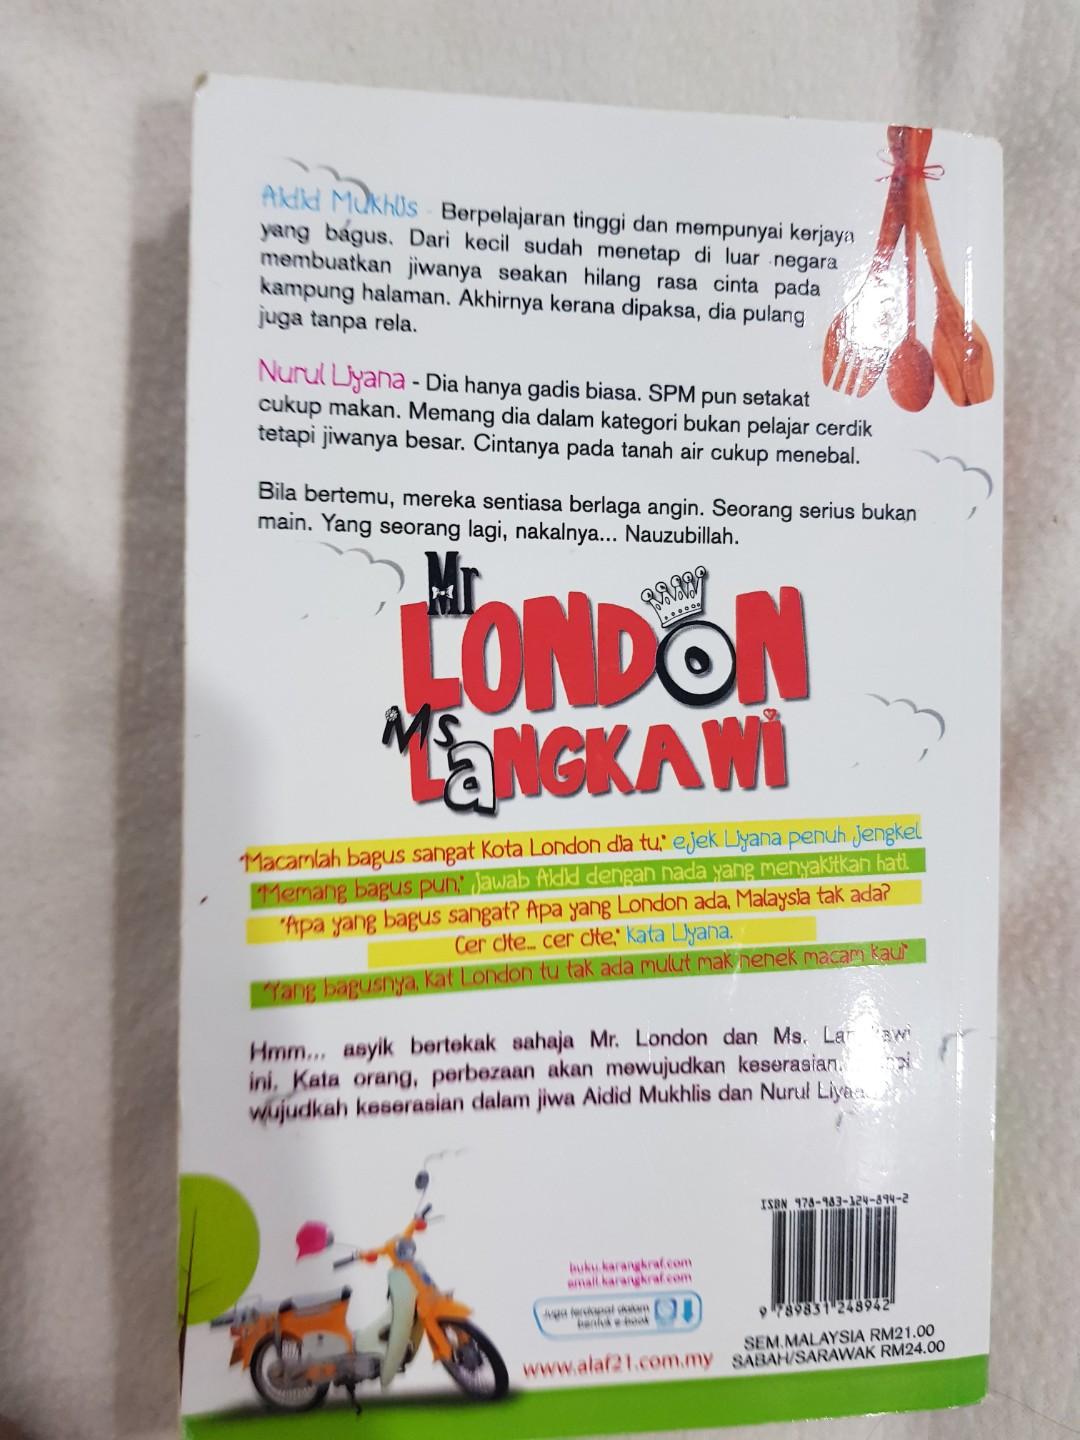 Aidid Mukhlis - Berpelajaran tinggi dan mempunyai kerjaya
yang bagus. Dari kecil sudah menetap di luar negara
membuatkan jiwanya seakan hilang rasa cinta pada
kampung halaman. Akhirnya kerana dipaksa, dia pulang
juga tanpa rela.
Nurul Liyana - Dia hanya gadis biasa. SPM pun setakat
cukup makan. Memang dia dalam kategori bukan pelajar cerdik
tetapi jiwanya besar. Cintanya pada tanah air cukup menebal.
Bila bertemu, mereka sentiasa berlaga angin. Seorang serius bukan
main. Yang seorang lagi, nakalnya... Nauzubillah.
Mr
LONDON
Ms
LaNGKAWi
"Macamlah bagus sangat Kota London dia tu," ejek Liyana penuh jengkel.
"Memang bagus pun," jawab Aidid dengan nada yang menyakitkan hati.
"Apa yang bagus sangat? Apa yang London ada, Malaysia tak ada?
Cer cite... cer cite," kata Liyana.
"Yang bagusnya, kat London tu tak ada mulut mak nenek macam kau!"
Hmm... asyik bertekak sahaja Mr. London dan Ms.
ini. Kata orang, perbezaan akan mewujudkan keserasian.
wujudkah keserasian dalam jiwa Aidid Mukhlis dan Nurul
ISBN 978-983-124-894-2
9 789831 248942
buku.karangkraf.com
email.karangkraf.com
Juga terdapat dalam
bentuk e-book
www.alaf21.com.my
SEM.MALAYSIA RM21.00
SABAH/SARAWAK RM24.00